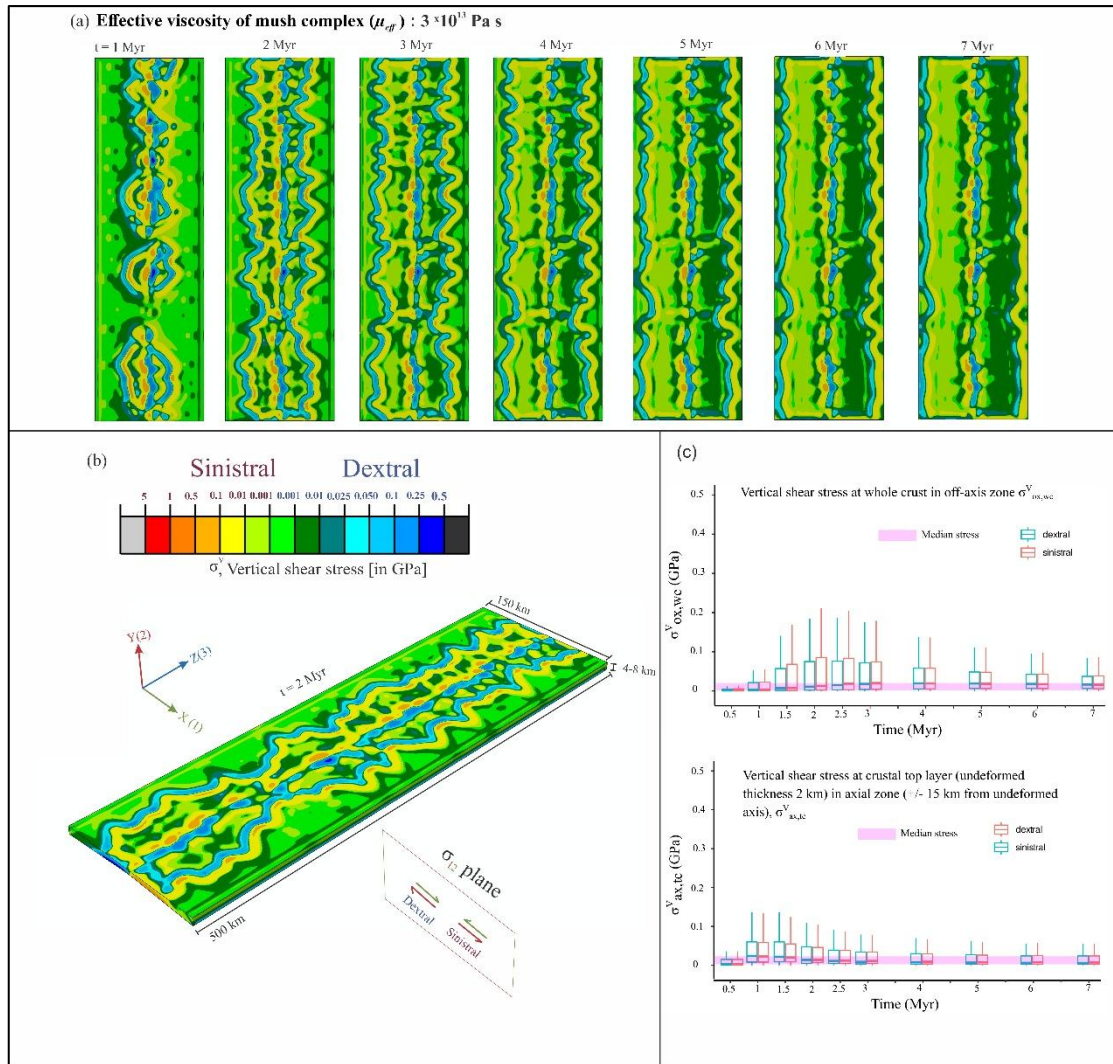 (a) Effective viscosity of mush complex (μeff) : 3 x10¹³ Pa s
t = 1 Myr 2 Myr 3 Myr 4 Myr 5 Myr 6 Myr 7 Myr
(b)
Sinistral Dextral
5 1 0.5 0.1 0.01 0.001 0.001 0.01 0.025 0.050 0.1 0.25 0.5
σᵛ, Vertical shear stress [in GPa]
150 km
4-8 km
Y(2)
Z(3)
X (1)
t = 2 Myr
500 km
σ12 plane
Dextral
Sinistral
(c)
Vertical shear stress at whole crust in off-axis zone σᵛox,wc
Median stress
dextral
sinistral
σᵛox,wc (GPa)
0.5
0.4
0.3
0.2
0.1
0
0.5 1 1.5 2 2.5 3 4 5 6 7
Time (Myr)
Vertical shear stress at crustal top layer (undeformed
thickness 2 km) in axial zone (+/- 15 km from undeformed
axis), σᵛax,tc
Median stress
dextral
sinistral
σᵛax,tc (GPa)
0.5
0.4
0.3
0.2
0.1
0
0.5 1 1.5 2 2.5 3 4 5 6 7
Time (Myr)